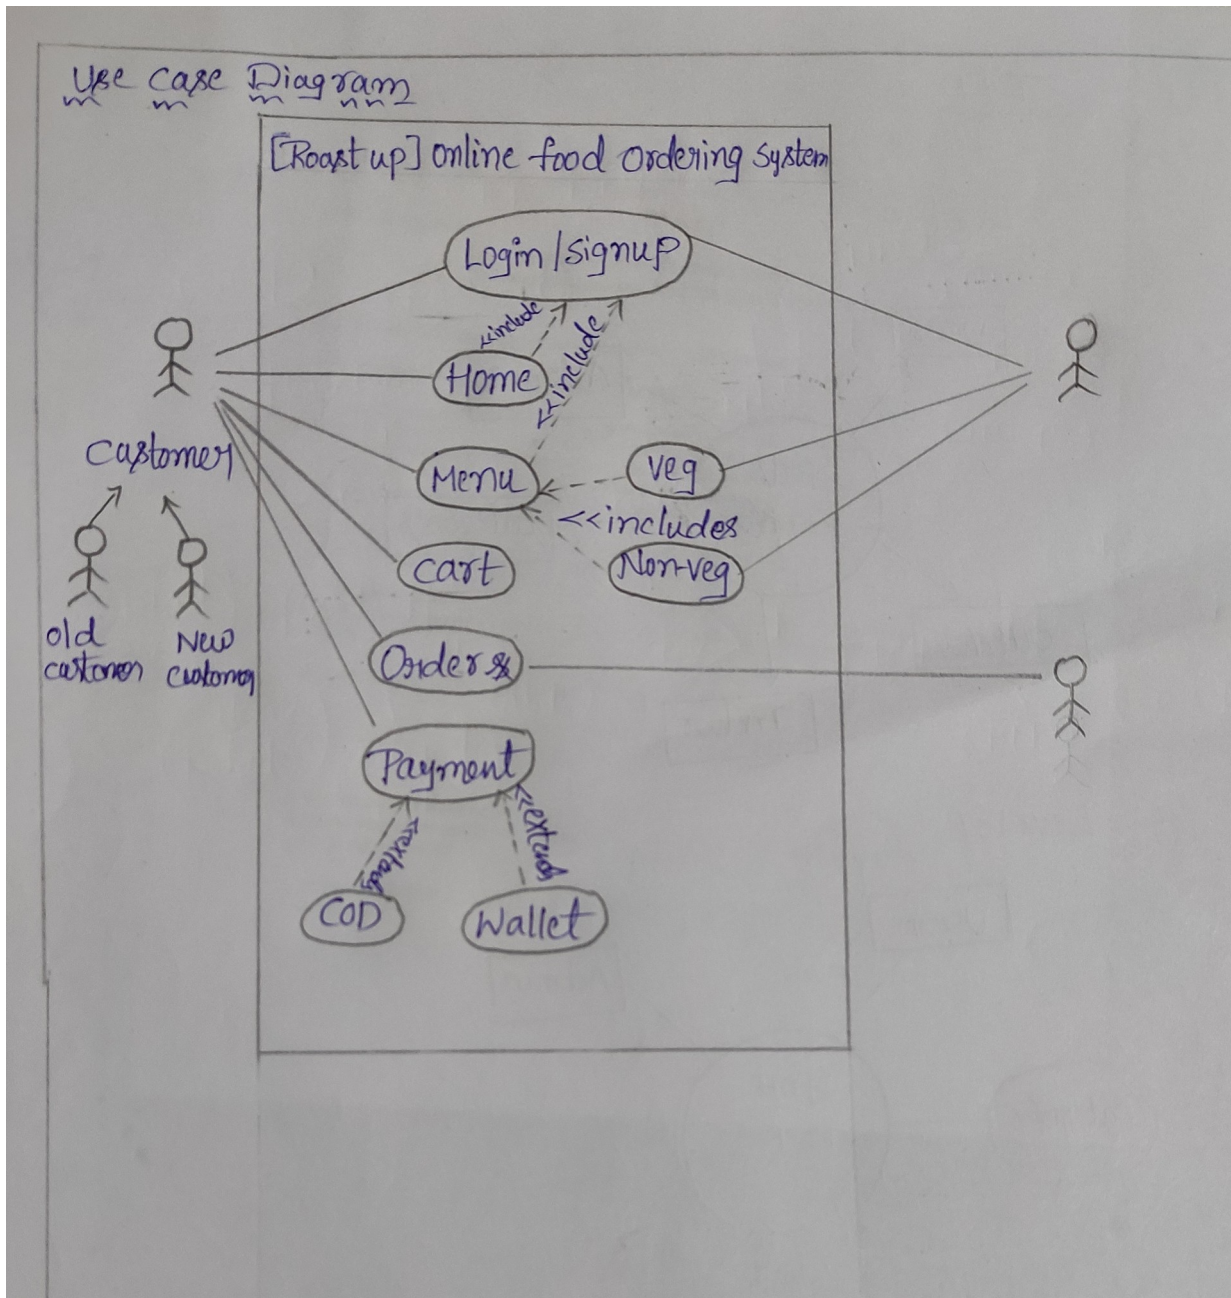 Use Case Diagram
[Roast up] Online food Ordering System
Login/Signup
<<include
Home
<<include
Customer
Menu
Veg
<<includes
Non-veg
Cart
old
customer
New
customer
Orders
Payment
<<extends
<<extends
COD
Wallet